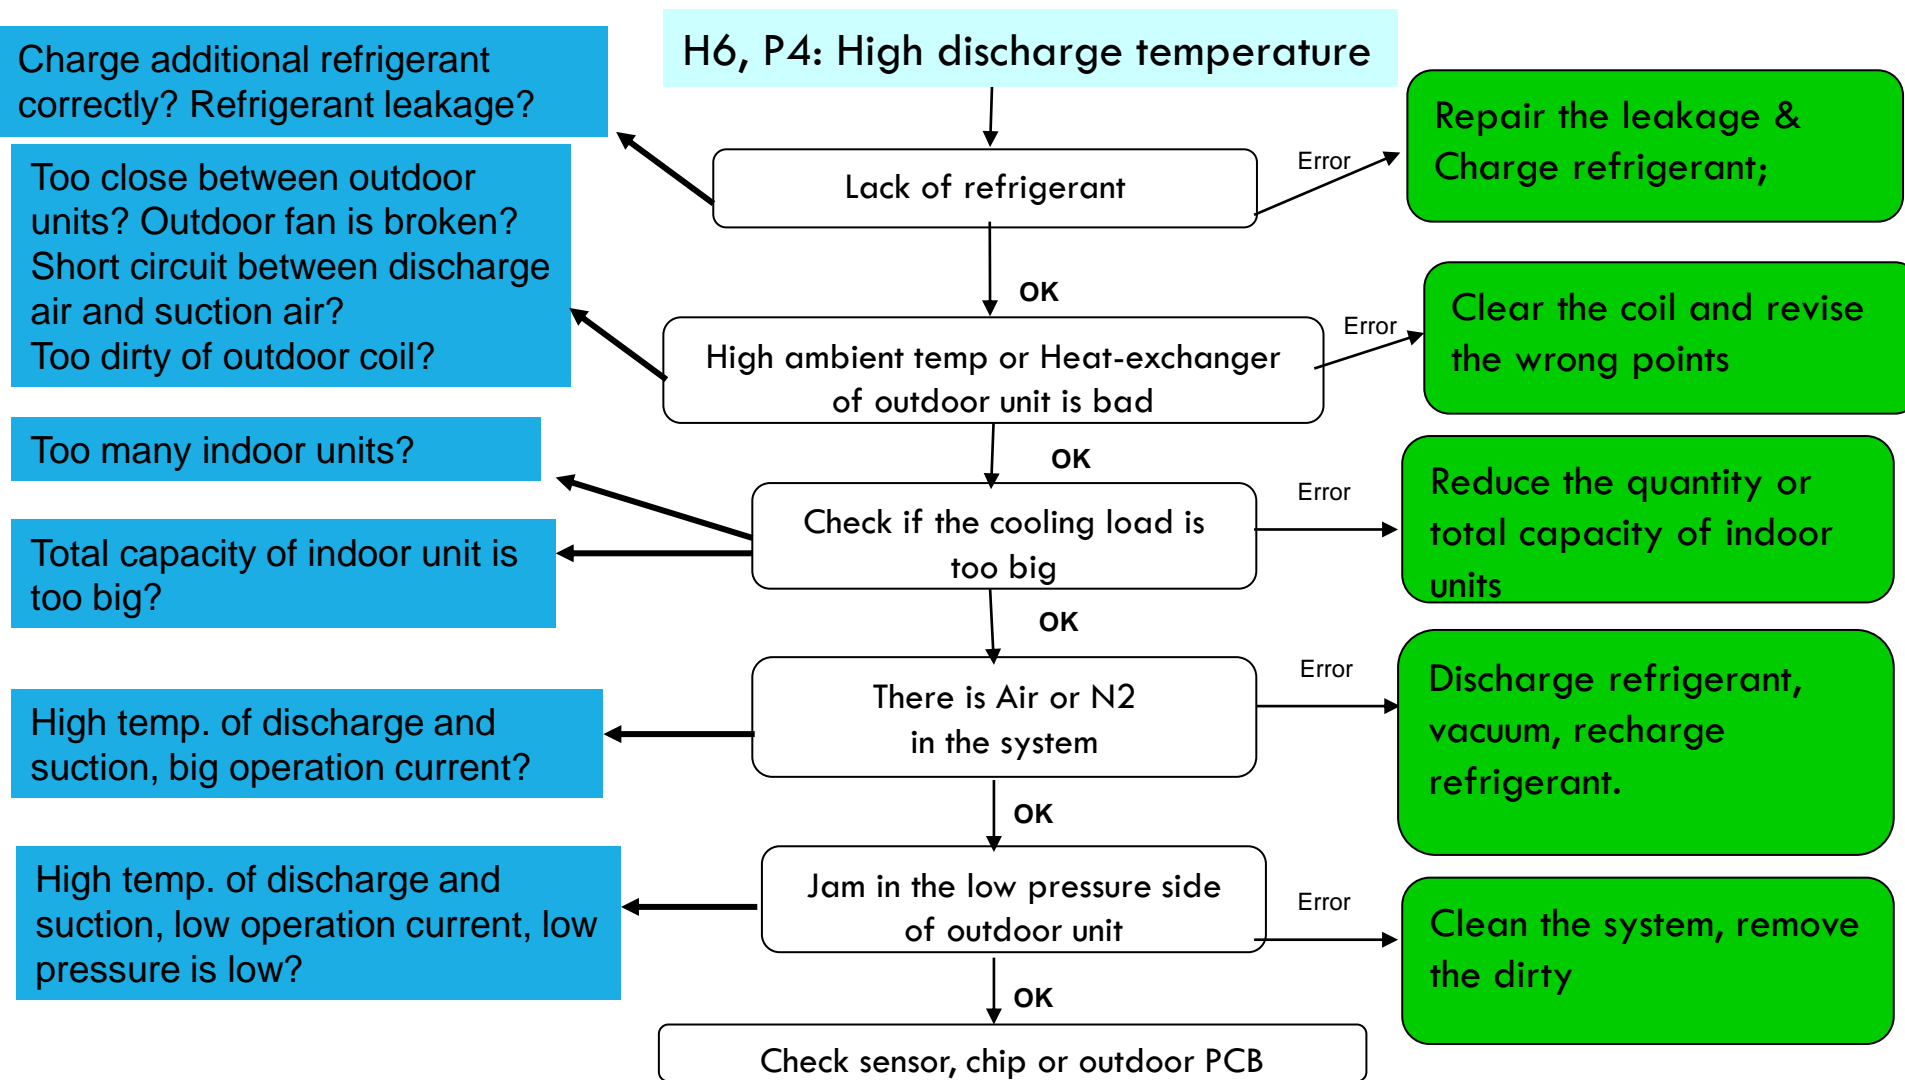 H6, P4: High discharge temperature
Charge additional refrigerant
correctly? Refrigerant leakage?
Lack of refrigerant
Error
Repair the leakage &
Charge refrigerant;
OK
Too close between outdoor
units? Outdoor fan is broken?
Short circuit between discharge
air and suction air?
Too dirty of outdoor coil?
High ambient temp or Heat-exchanger
of outdoor unit is bad
Error
Clear the coil and revise
the wrong points
OK
Too many indoor units?
Total capacity of indoor unit is
too big?
Check if the cooling load is
too big
Error
Reduce the quantity or
total capacity of indoor
units
OK
High temp. of discharge and
suction, big operation current?
There is Air or N2
in the system
Error
Discharge refrigerant,
vacuum, recharge
refrigerant.
OK
High temp. of discharge and
suction, low operation current, low
pressure is low?
Jam in the low pressure side
of outdoor unit
Error
Clean the system, remove
the dirty
OK
Check sensor, chip or outdoor PCB